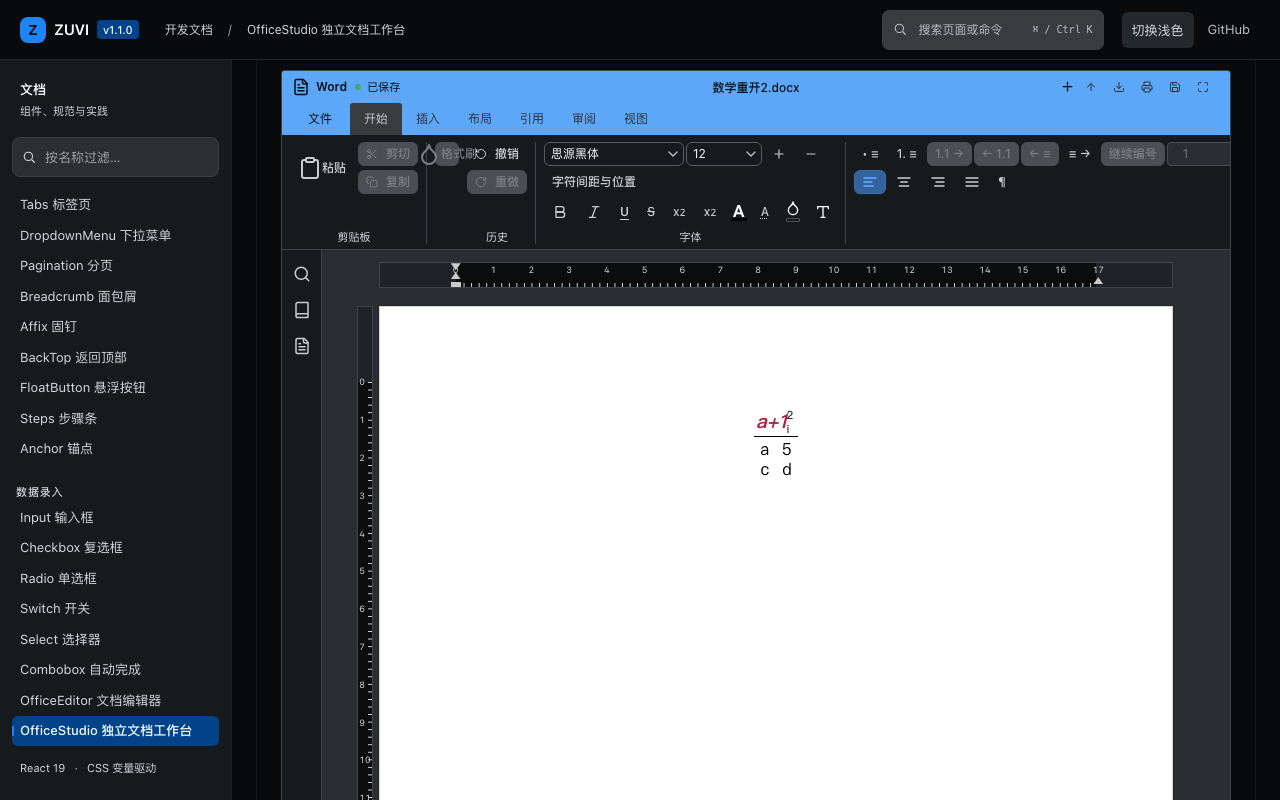 Z ZUVI v1.1.0 开发文档 / OfficeStudio 独立文档工作台 搜索页面或命令 ⌘ / Ctrl K 切换浅色 GitHub
文档
组件、规范与实践
按名称过滤...
Tabs 标签页
DropdownMenu 下拉菜单
Pagination 分页
Breadcrumb 面包屑
Affix 固钉
BackTop 返回顶部
FloatButton 悬浮按钮
Steps 步骤条
Anchor 锚点
数据录入
Input 输入框
Checkbox 复选框
Radio 单选框
Switch 开关
Select 选择器
Combobox 自动完成
OfficeEditor 文档编辑器
OfficeStudio 独立文档工作台
React 19 · CSS 变量驱动
Word 已保存 数学重开2.docx
文件 开始 插入 布局 引用 审阅 视图
粘贴 剪切 格式刷 撤销 思源黑体 12 1. 1.1 → ← 1.1 继续编号 1
复制 重做 字符间距与位置 ¶
B I U S x2 x2 A A T
剪贴板 历史 字体
0 1 2 3 4 5 6 7 8 9 10 11 12 13 14 15 16 17
0
1
2
3
4
5
6
7
8
9
10
11
a+1 2
i
a 5
c d